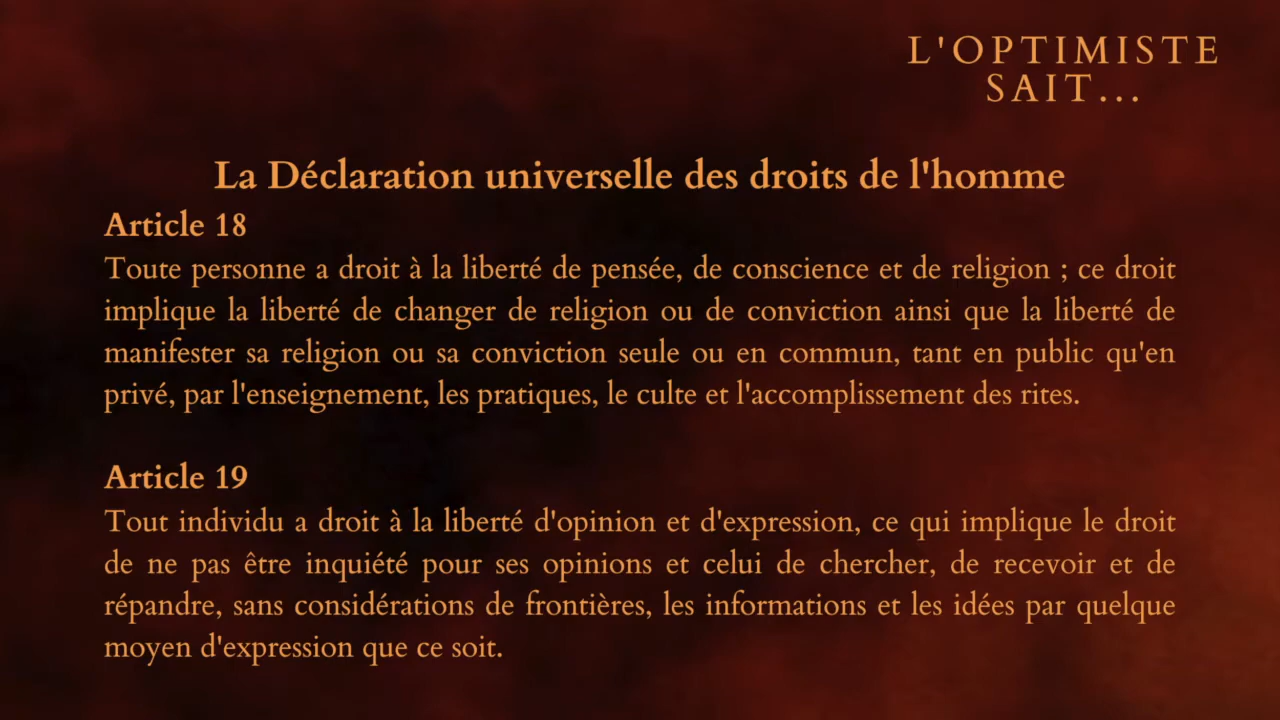 L'OPTIMISTE
SAIT...
La Déclaration universelle des droits de l'homme
Article 18
Toute personne a droit à la liberté de pensée, de conscience et de religion ; ce droit
implique la liberté de changer de religion ou de conviction ainsi que la liberté de
manifester sa religion ou sa conviction seule ou en commun, tant en public qu'en
privé, par l'enseignement, les pratiques, le culte et l'accomplissement des rites.
Article 19
Tout individu a droit à la liberté d'opinion et d'expression, ce qui implique le droit
de ne pas être inquiété pour ses opinions et celui de chercher, de recevoir et de
répandre, sans considérations de frontières, les informations et les idées par quelque
moyen d'expression que ce soit.